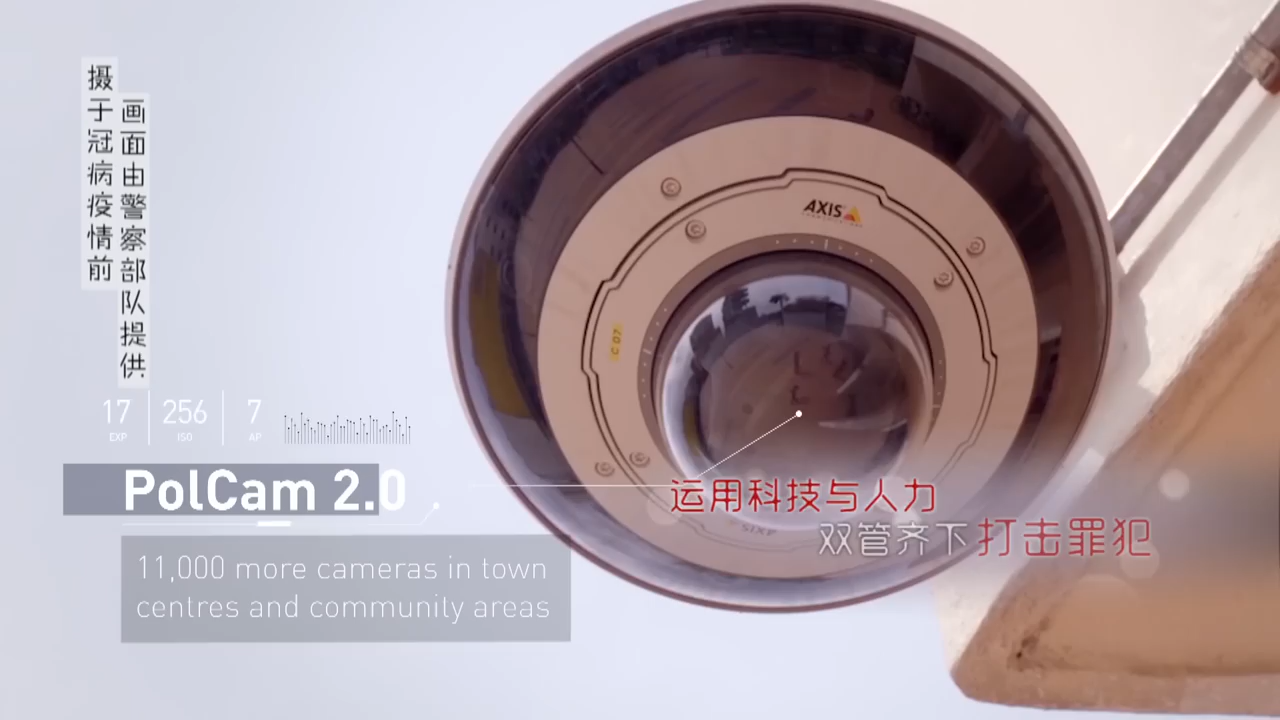 画面由警察部队提供
摄于冠病疫情前
AXIS
C 07
17 256 7
EXP ISO AP
PolCam 2.0
运用科技与人力
双管齐下打击罪犯
AXIS
11,000 more cameras in town
centres and community areas